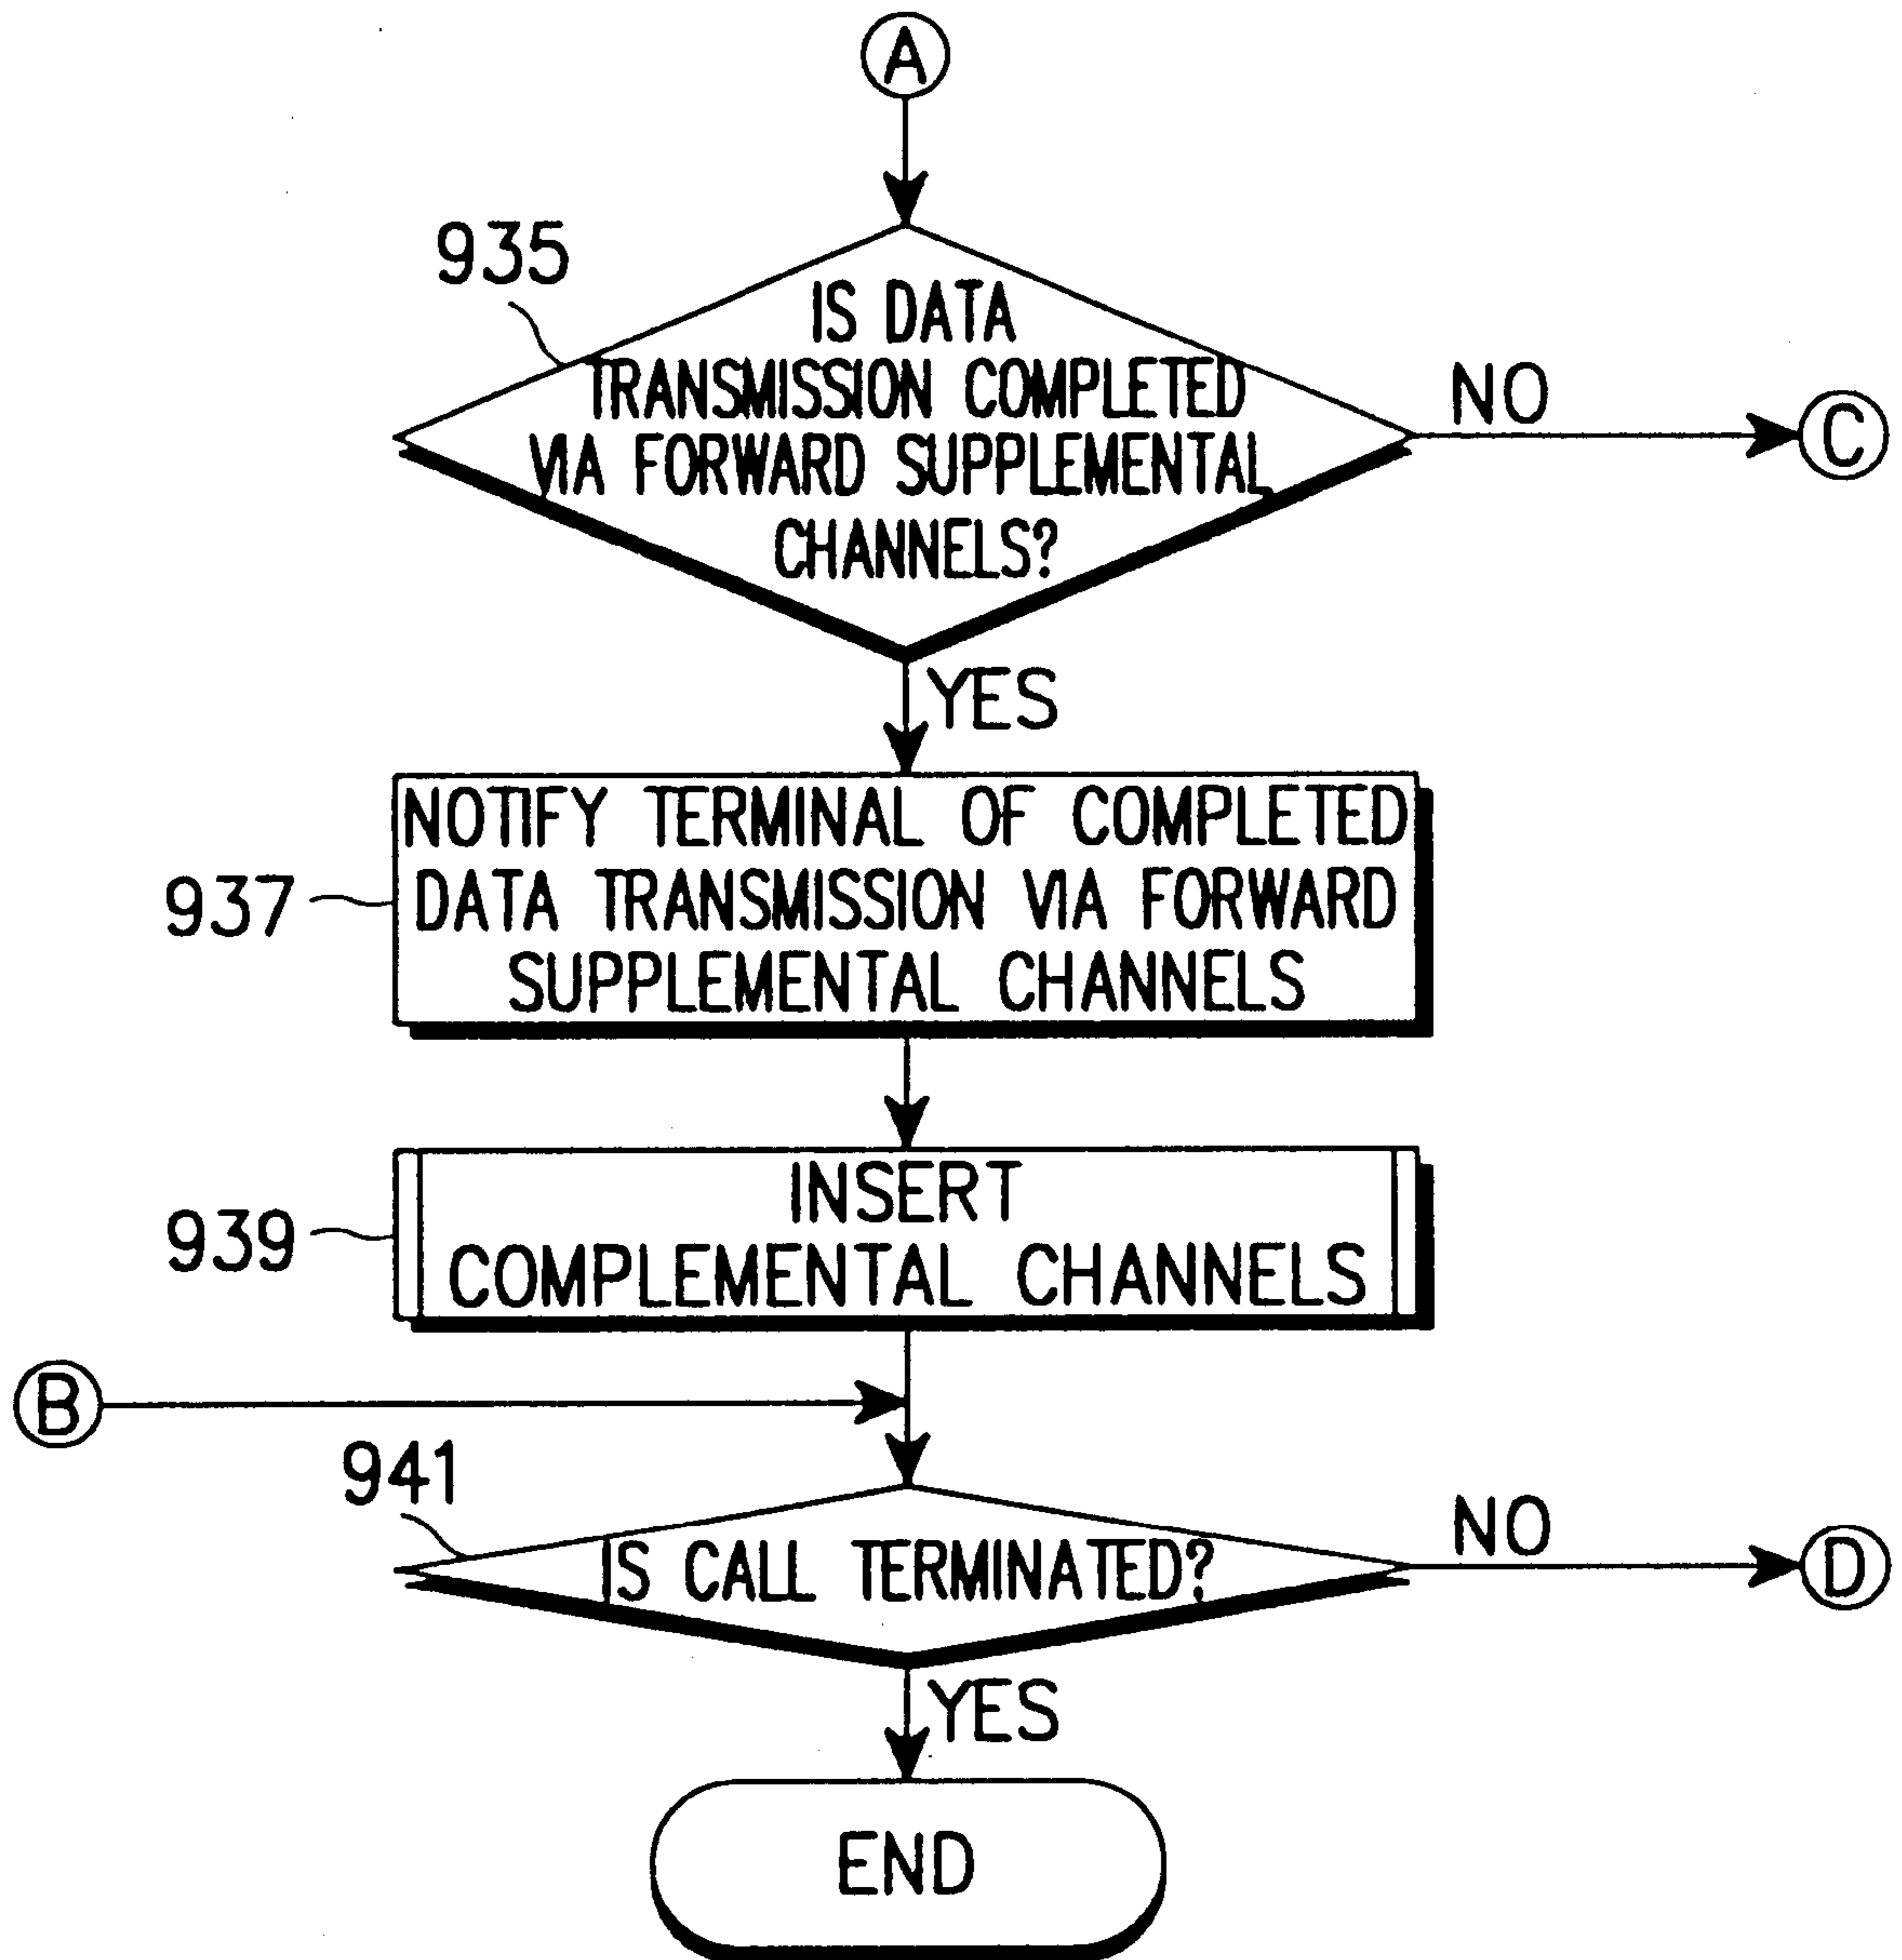 A
935
IS DATA
TRANSMISSION COMPLETED
VIA FORWARD SUPPLEMENTAL
CHANNELS?
NO
C
YES
937
NOTIFY TERMINAL OF COMPLETED
DATA TRANSMISSION VIA FORWARD
SUPPLEMENTAL CHANNELS
939
INSERT
COMPLEMENTAL CHANNELS
B
941
IS CALL TERMINATED?
NO
D
YES
END